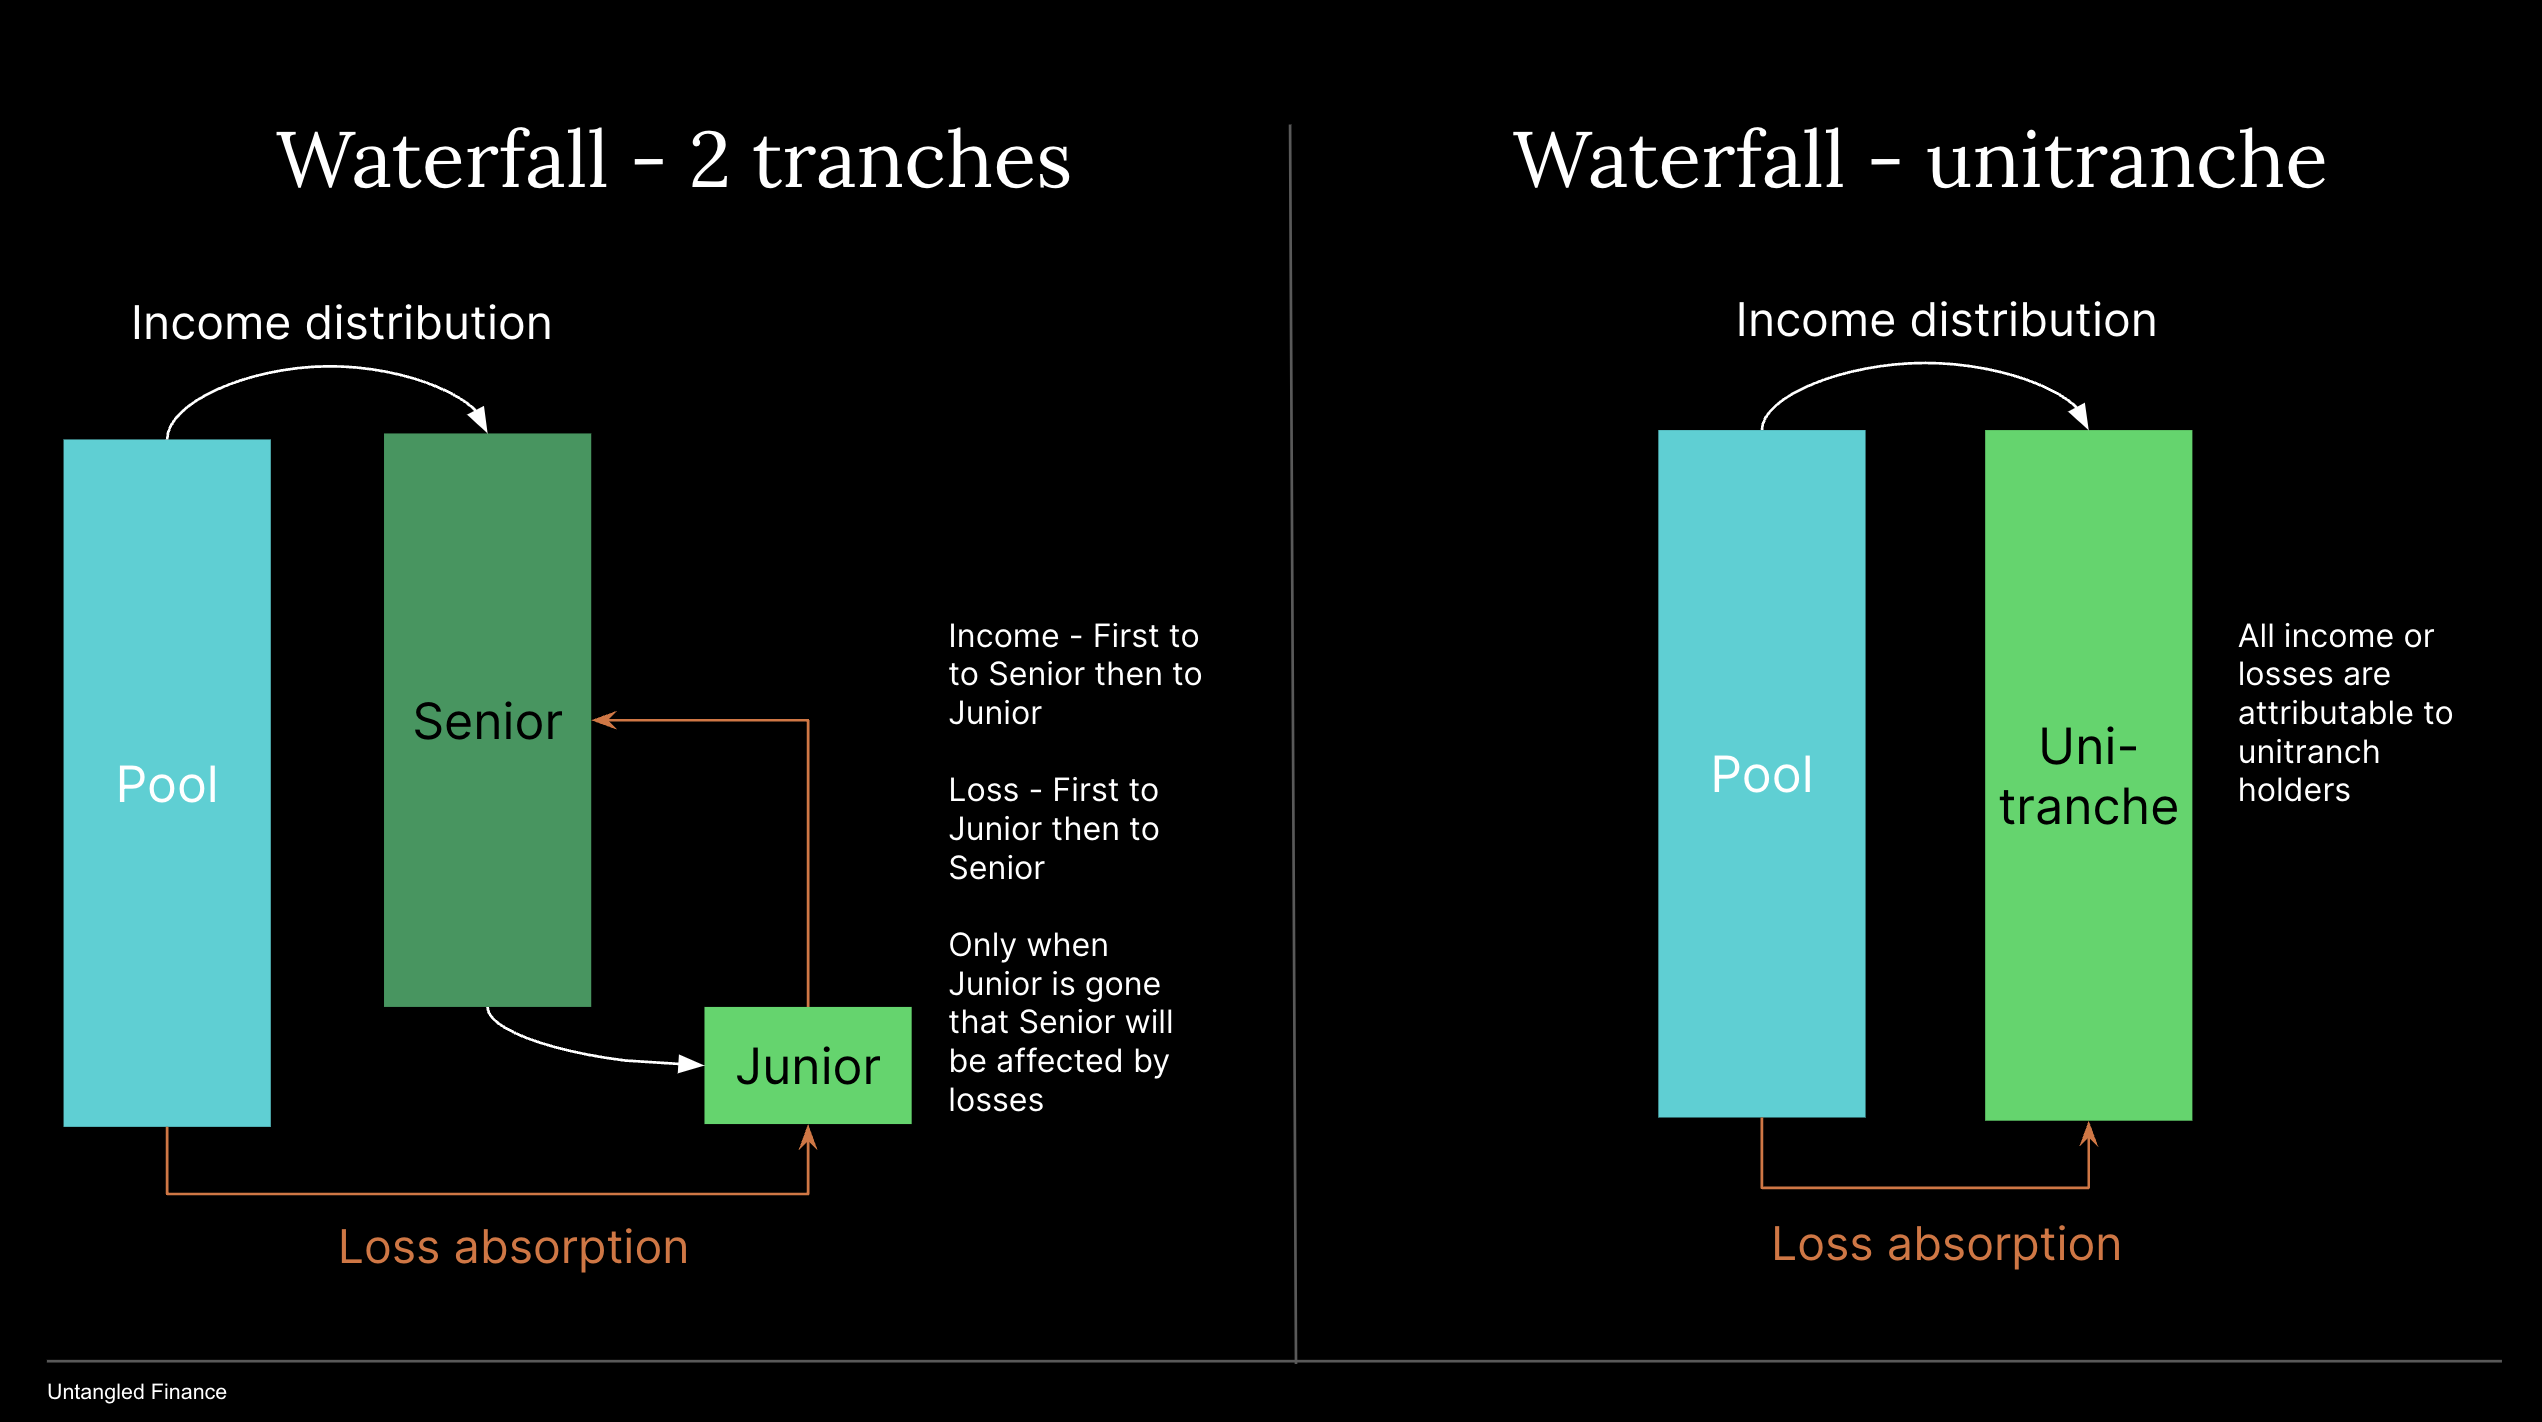 Waterfall - 2 tranches
Income distribution
Pool
Senior
Junior
Income - First to
to Senior then to
Junior
Loss - First to
Junior then to
Senior
Only when
Junior is gone
that Senior will
be affected by
losses
Loss absorption
Waterfall - unitranche
Income distribution
Pool
Uni-
tranche
All income or
losses are
attributable to
unitranch
holders
Loss absorption
Untangled Finance